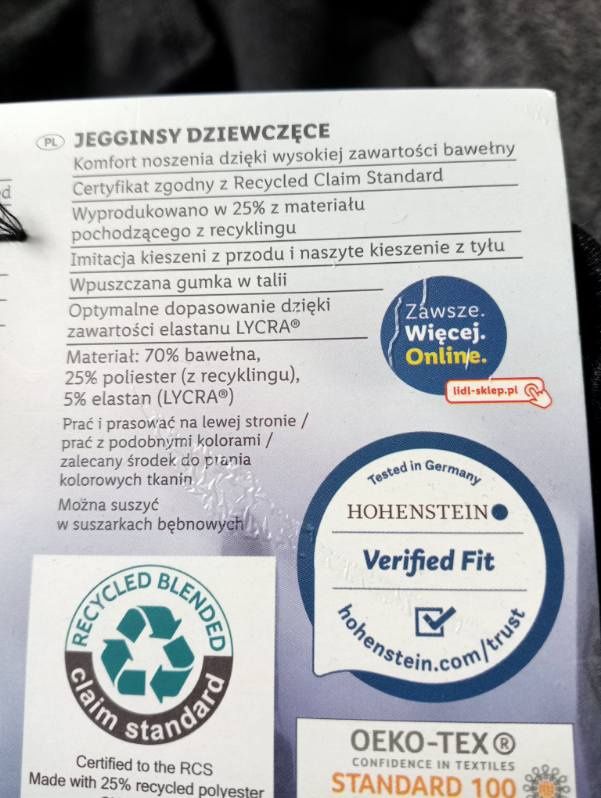 PL JEGGINSY DZIEWCZĘCE
Komfort noszenia dzięki wysokiej zawartości bawełny
Certyfikat zgodny z Recycled Claim Standard
Wyprodukowano w 25% z materiału
pochodzącego z recyklingu
Imitacja kieszeni z przodu i naszyte kieszenie z tyłu
Wpuszczana gumka w talii
Optymalne dopasowanie dzięki
zawartości elastanu LYCRA®
Materiał: 70% bawełna,
25% poliester (z recyklingu),
5% elastan (LYCRA®)
Prać i prasować na lewej stronie /
prać z podobnymi kolorami /
zalecany środek do prania
kolorowych tkanin
Można suszyć
w suszarkach bębnowych
Zawsze.
Więcej.
Online.
lidl-sklep.pl
Tested in Germany
HOHENSTEIN
Verified Fit
hohenstein.com/trust
RECYCLED BLENDED
claim standard
Certified to the RCS
Made with 25% recycled polyester
OEKO-TEX®
CONFIDENCE IN TEXTILES
STANDARD 100